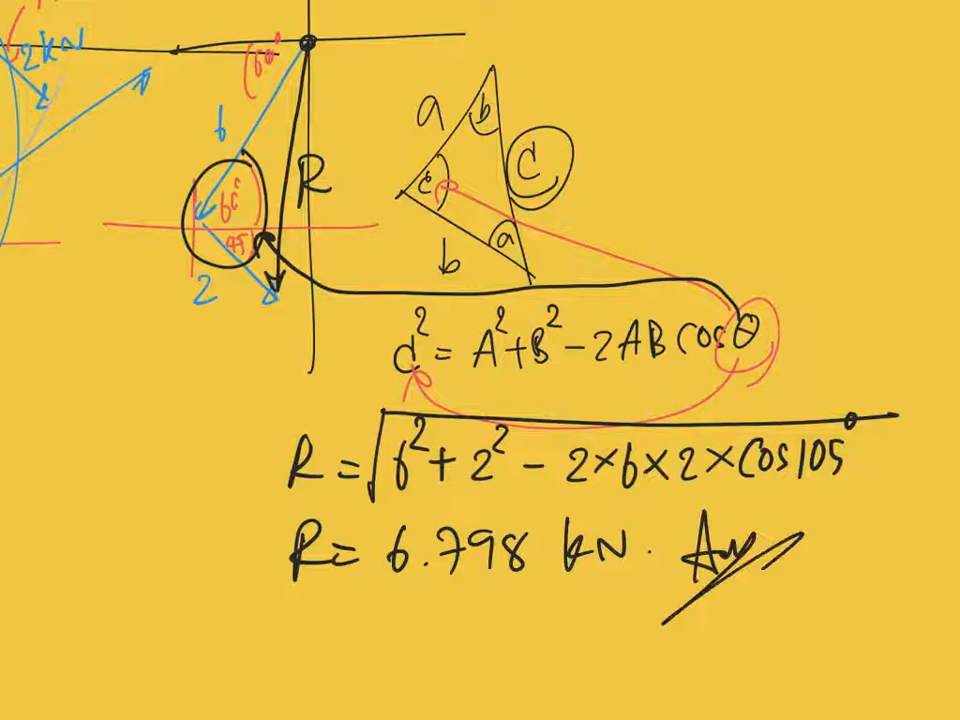 2kN
60°
6
R
60°
45°
2
a
b
c
C
a
b
C² = A² + B² - 2AB cos θ
R = √6² + 2² - 2×6×2×cos105°
R = 6.798 kN. Ans